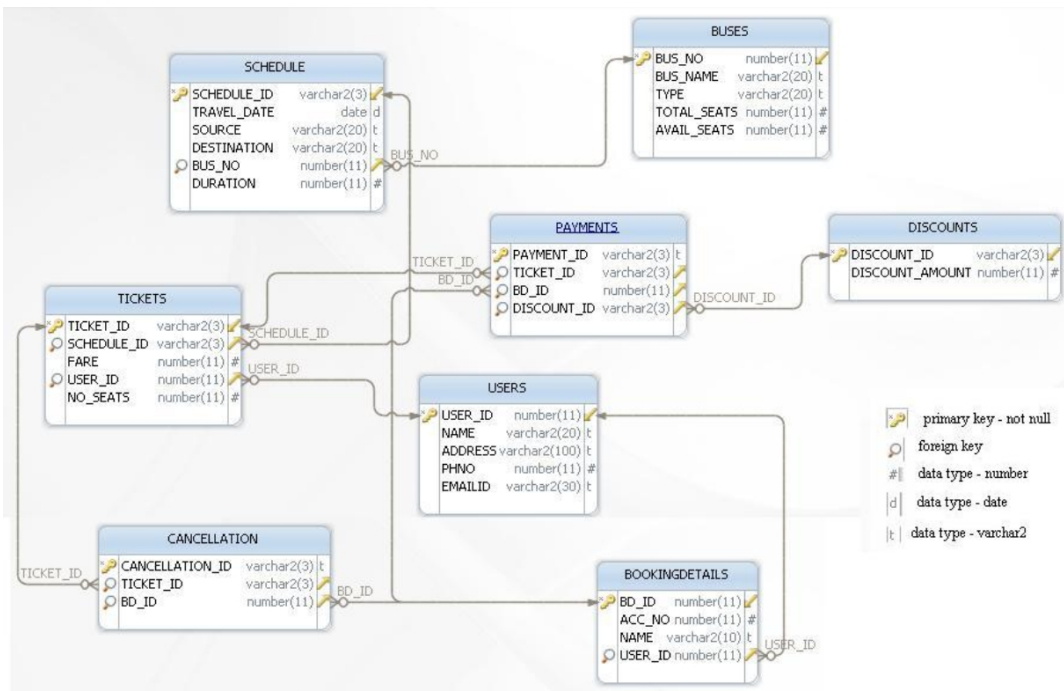 BUSES
BUS_NO number(11)
BUS_NAME varchar2(20) t
TYPE varchar2(20) t
TOTAL_SEATS number(11) #
AVAIL_SEATS number(11) #
SCHEDULE
SCHEDULE_ID varchar2(3)
TRAVEL_DATE date d
SOURCE varchar2(20) t
DESTINATION varchar2(20) t
BUS_NO number(11)
DURATION number(11) #
BUS_NO
PAYMENTS
PAYMENT_ID varchar2(3) t
TICKET_ID varchar2(3)
BD_ID number(11)
DISCOUNT_ID varchar2(3)
TICKET_ID
BD_ID
DISCOUNT_ID
DISCOUNTS
DISCOUNT_ID varchar2(3)
DISCOUNT_AMOUNT number(11) #
TICKETS
TICKET_ID varchar2(3)
SCHEDULE_ID varchar2(3)
FARE number(11) #
USER_ID number(11)
NO_SEATS number(11) #
SCHEDULE_ID
USER_ID
USERS
USER_ID number(11)
NAME varchar2(20) t
ADDRESS varchar2(100) t
PHNO number(11) #
EMAILID varchar2(30) t
primary key - not null
foreign key
# data type - number
d data type - date
t data type - varchar2
CANCELLATION
CANCELLATION_ID varchar2(3) t
TICKET_ID varchar2(3)
BD_ID number(11)
TICKET_ID
BD_ID
BOOKINGDETAILS
BD_ID number(11)
ACC_NO number(11) #
NAME varchar2(10) t
USER_ID number(11)
USER_ID